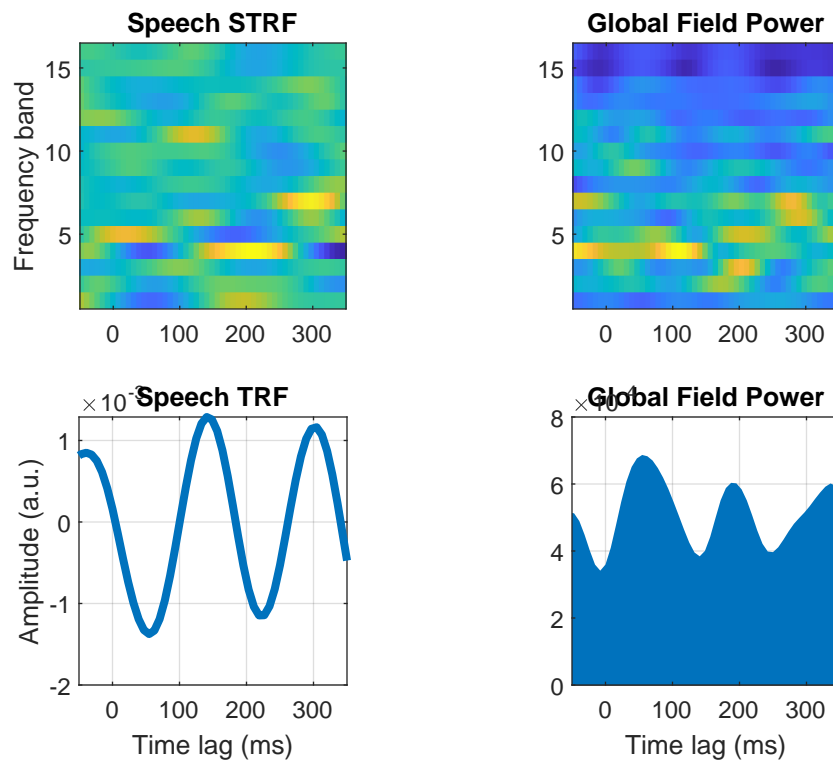 Speech STRF
Frequency band
15
10
5
0 100 200 300
Global Field Power
15
10
5
0 100 200 300
Speech TRF
× 10^-3
Amplitude (a.u.)
1
0
-1
-2
0 100 200 300
Time lag (ms)
Global Field Power
× 10^-4
8
6
4
2
0
0 100 200 300
Time lag (ms)